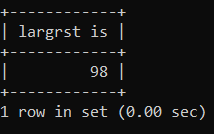 +------------+
| largrst is |
+------------+
|         98 |
+------------+
1 row in set (0.00 sec)